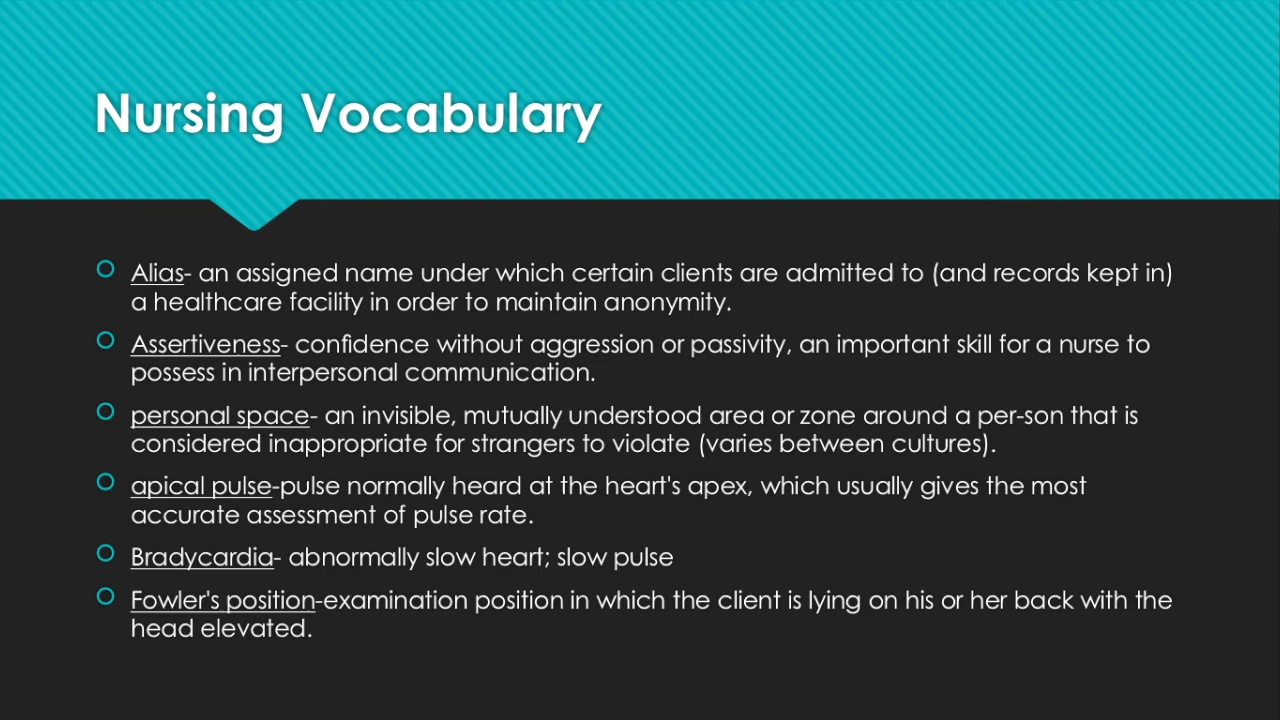 Nursing Vocabulary
Alias- an assigned name under which certain clients are admitted to (and records kept in)
a healthcare facility in order to maintain anonymity.
Assertiveness- confidence without aggression or passivity, an important skill for a nurse to
possess in interpersonal communication.
personal space- an invisible, mutually understood area or zone around a per-son that is
considered inappropriate for strangers to violate (varies between cultures).
apical pulse-pulse normally heard at the heart's apex, which usually gives the most
accurate assessment of pulse rate.
Bradycardia- abnormally slow heart; slow pulse
Fowler's position-examination position in which the client is lying on his or her back with the
head elevated.